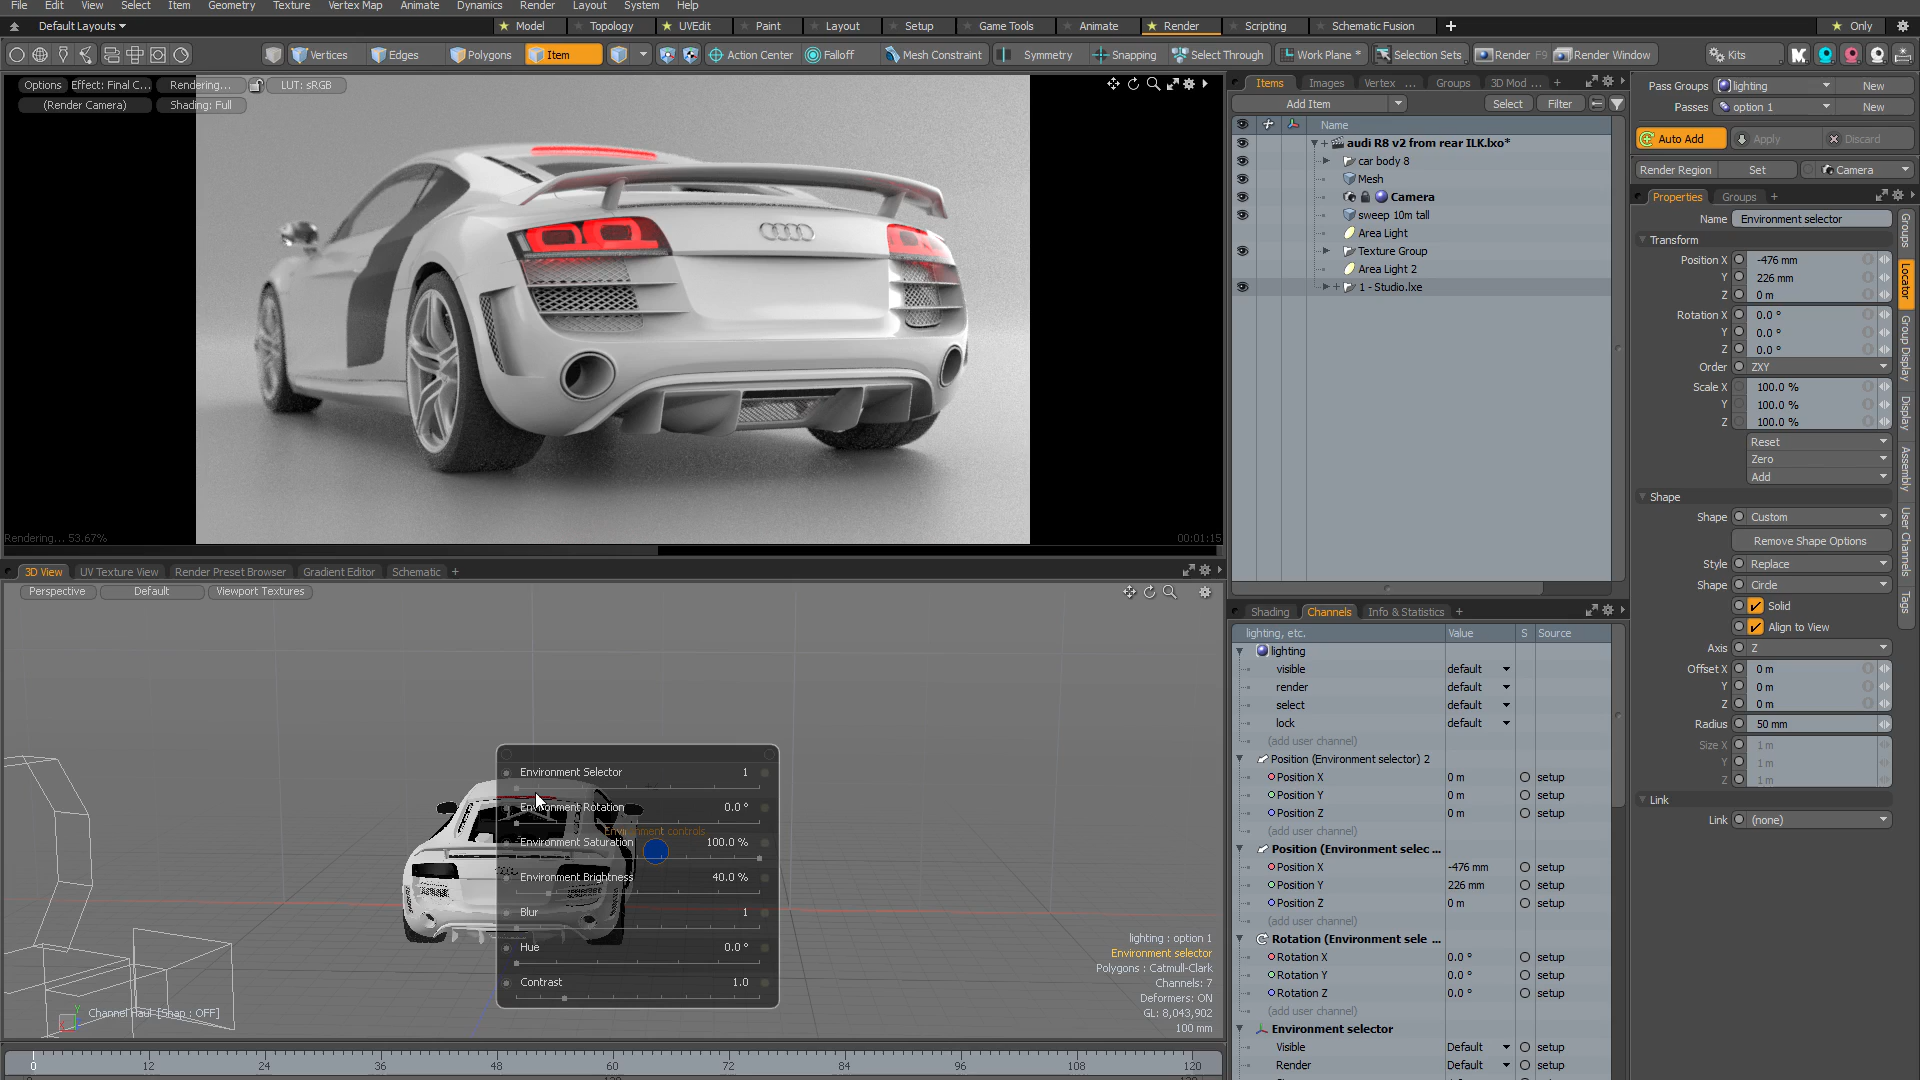 File Edit View Select Item Geometry Texture Vertex Map Animate Dynamics Render Layout System Help
Default Layouts Model Topology UVEdit Paint Layout Setup Game Tools Animate Render Scripting Schematic Fusion Only
Vertices Edges Polygons Item Action Center Falloff Mesh Constraint Symmetry Snapping Select Through Work Plane * Selection Sets Render F9 Render Window Kits
Options Effect: Final C... Rendering... LUT: sRGB
(Render Camera) Shading: Full
Rendering... 53.67% 00:01:15
3D View UV Texture View Render Preset Browser Gradient Editor Schematic
Perspective Default Viewport Textures
Environment Selector 1
Environment Rotation 0.0 °
Environment controls
Environment Saturation 100.0 %
Environment Brightness 40.0 %
Blur 1
Hue 0.0 °
Contrast 1.0
lighting : option 1
Environment selector
Polygons : Catmull-Clark
Channels: 7
Deformers: ON
GL: 8,043,902
100 mm
Channel Haul [Snap : OFF]
0 12 24 36 48 60 72 84 96 108 120
Items Images Vertex ... Groups 3D Mod ...
Add Item Select Filter
Name
audi R8 v2 from rear ILK.lxo*
car body 8
Mesh
Camera
sweep 10m tall
Area Light
Texture Group
Area Light 2
1 - Studio.lxe
Shading Channels Info & Statistics
lighting, etc. Value S Source
lighting
visible default
render default
select default
lock default
(add user channel)
Position (Environment selector) 2
Position X 0 m setup
Position Y 0 m setup
Position Z 0 m setup
(add user channel)
Position (Environment selec ...
Position X -476 mm setup
Position Y 226 mm setup
Position Z 0 m setup
(add user channel)
Rotation (Environment sele ...
Rotation X 0.0 ° setup
Rotation Y 0.0 ° setup
Rotation Z 0.0 ° setup
(add user channel)
Environment selector
Visible Default setup
Render Default setup
Pass Groups lighting New
Passes option 1 New
Auto Add Apply Discard
Render Region Set Camera
Properties Groups
Name Environment selector
Transform
Position X -476 mm
Y 226 mm
Z 0 m
Rotation X 0.0 °
Y 0.0 °
Z 0.0 °
Order ZXY
Scale X 100.0 %
Y 100.0 %
Z 100.0 %
Reset
Zero
Add
Shape
Shape Custom
Remove Shape Options
Style Replace
Shape Circle
Solid
Align to View
Axis Z
Offset X 0 m
Y 0 m
Z 0 m
Radius 50 mm
Size X 1 m
Y 1 m
Z 1 m
Link
Link (none)
Groups
Locator
Group Display
Display
Assembly
User Channels
Tags